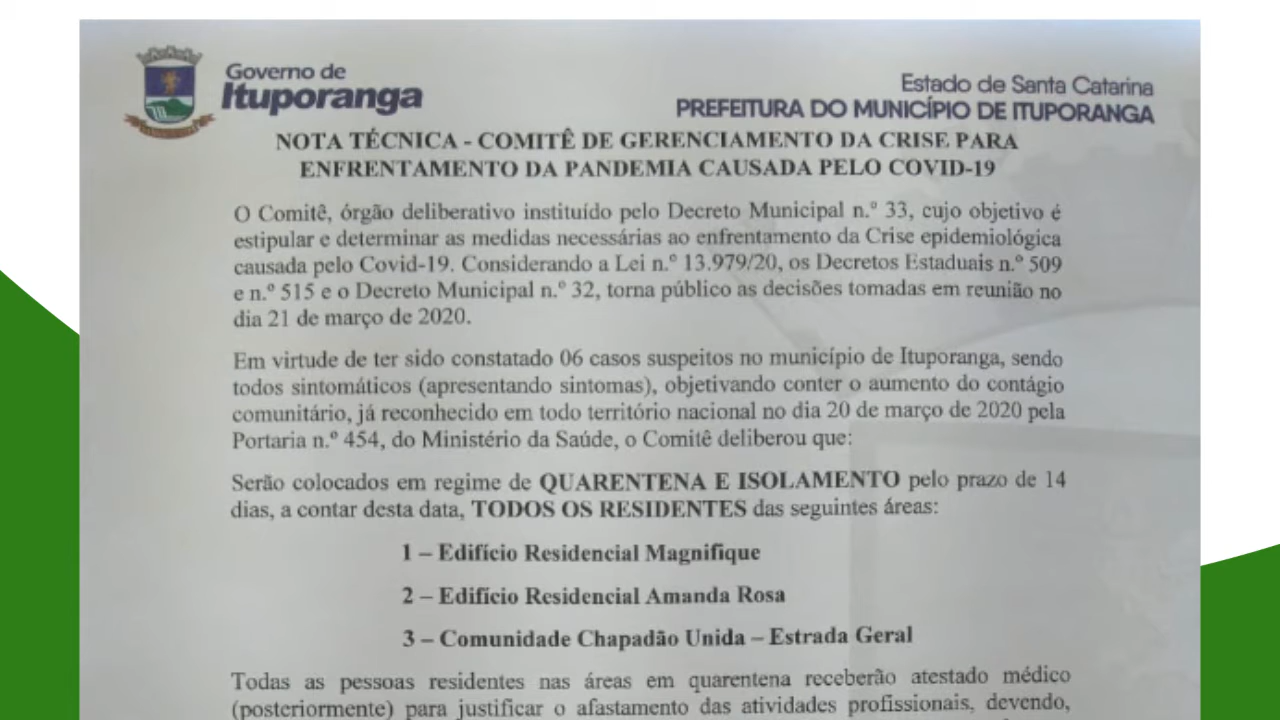 Governo de
Ituporanga
Estado de Santa Catarina
PREFEITURA DO MUNICÍPIO DE ITUPORANGA
NOTA TÉCNICA - COMITÊ DE GERENCIAMENTO DA CRISE PARA
ENFRENTAMENTO DA PANDEMIA CAUSADA PELO COVID-19
O Comitê, órgão deliberativo instituído pelo Decreto Municipal n.º 33, cujo objetivo é
estipular e determinar as medidas necessárias ao enfrentamento da Crise epidemiológica
causada pelo Covid-19. Considerando a Lei n.º 13.979/20, os Decretos Estaduais n.º 509
e n.º 515 e o Decreto Municipal n.º 32, torna público as decisões tomadas em reunião no
dia 21 de março de 2020.
Em virtude de ter sido constatado 06 casos suspeitos no município de Ituporanga, sendo
todos sintomáticos (apresentando sintomas), objetivando conter o aumento do contágio
comunitário, já reconhecido em todo território nacional no dia 20 de março de 2020 pela
Portaria n.º 454, do Ministério da Saúde, o Comitê deliberou que:
Serão colocados em regime de QUARENTENA E ISOLAMENTO pelo prazo de 14
dias, a contar desta data, TODOS OS RESIDENTES das seguintes áreas:
1 – Edifício Residencial Magnifique
2 – Edifício Residencial Amanda Rosa
3 – Comunidade Chapadão Unida – Estrada Geral
Todas as pessoas residentes nas áreas em quarentena receberão atestado médico
(posteriormente) para justificar o afastamento das atividades profissionais, devendo,